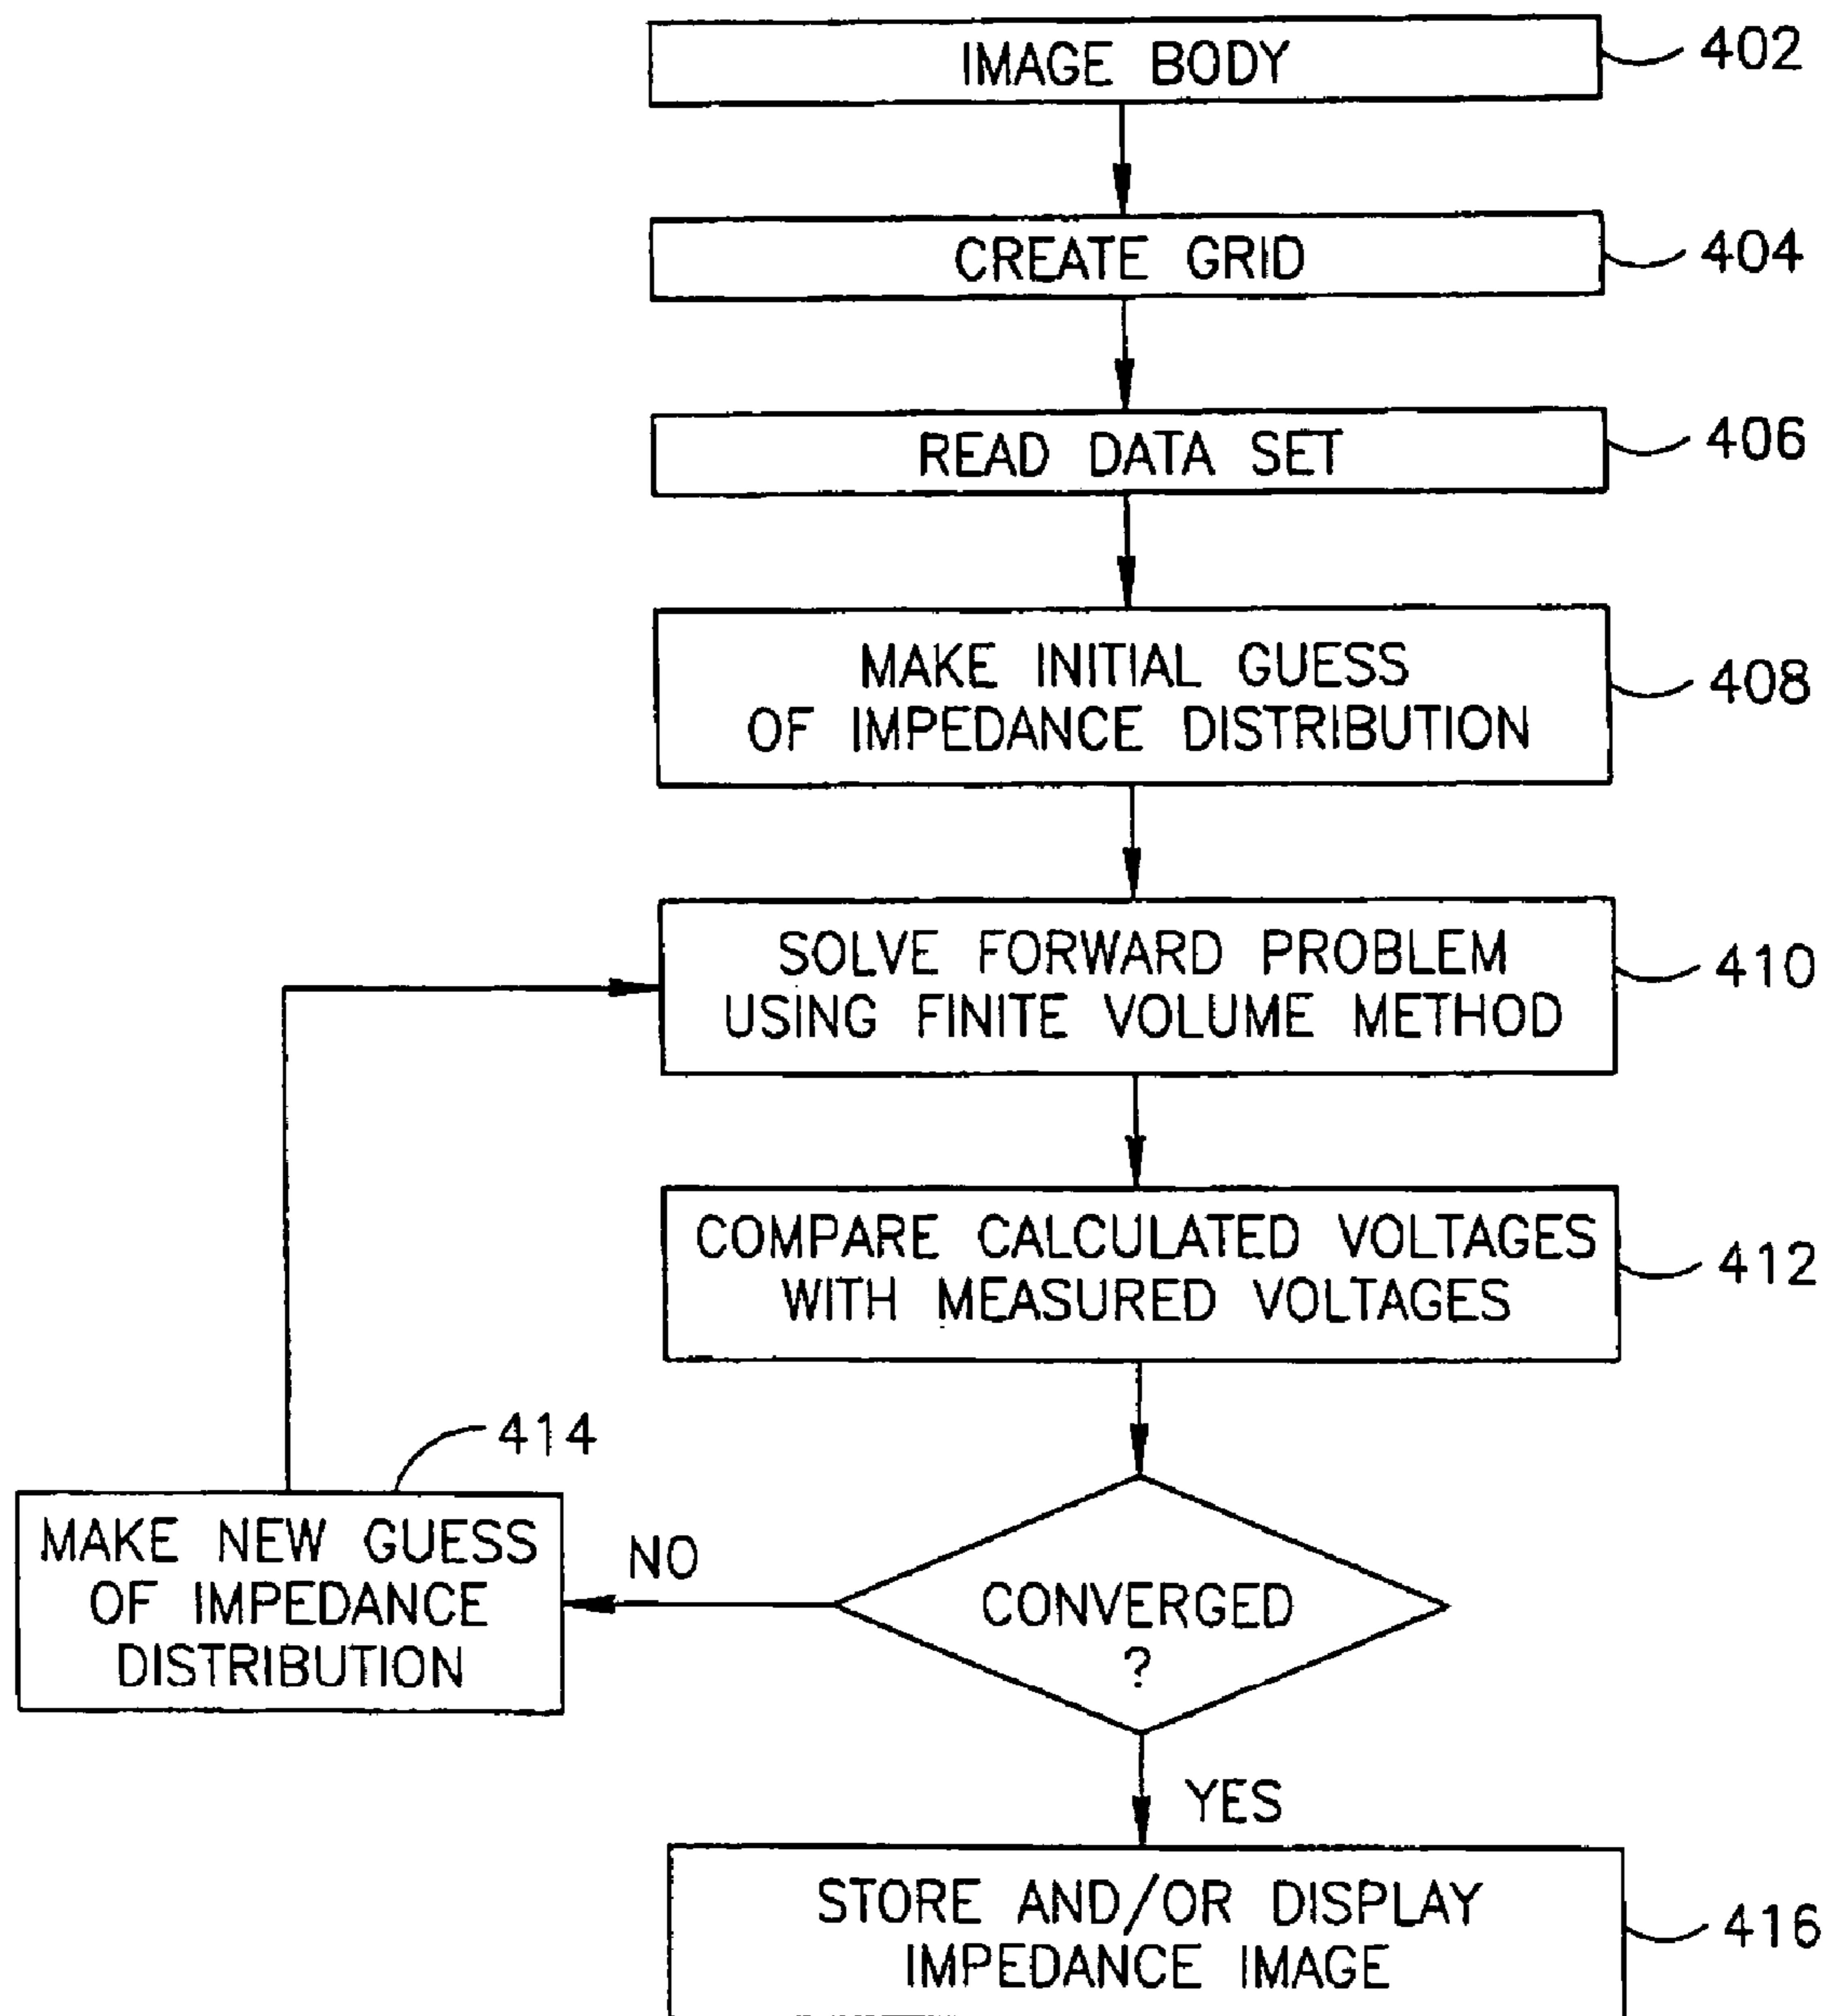 IMAGE BODY
402
CREATE GRID
404
READ DATA SET
406
MAKE INITIAL GUESS
OF IMPEDANCE DISTRIBUTION
408
SOLVE FORWARD PROBLEM
USING FINITE VOLUME METHOD
410
COMPARE CALCULATED VOLTAGES
WITH MEASURED VOLTAGES
412
414
MAKE NEW GUESS
OF IMPEDANCE
DISTRIBUTION
NO
CONVERGED
?
YES
STORE AND/OR DISPLAY
IMPEDANCE IMAGE
416